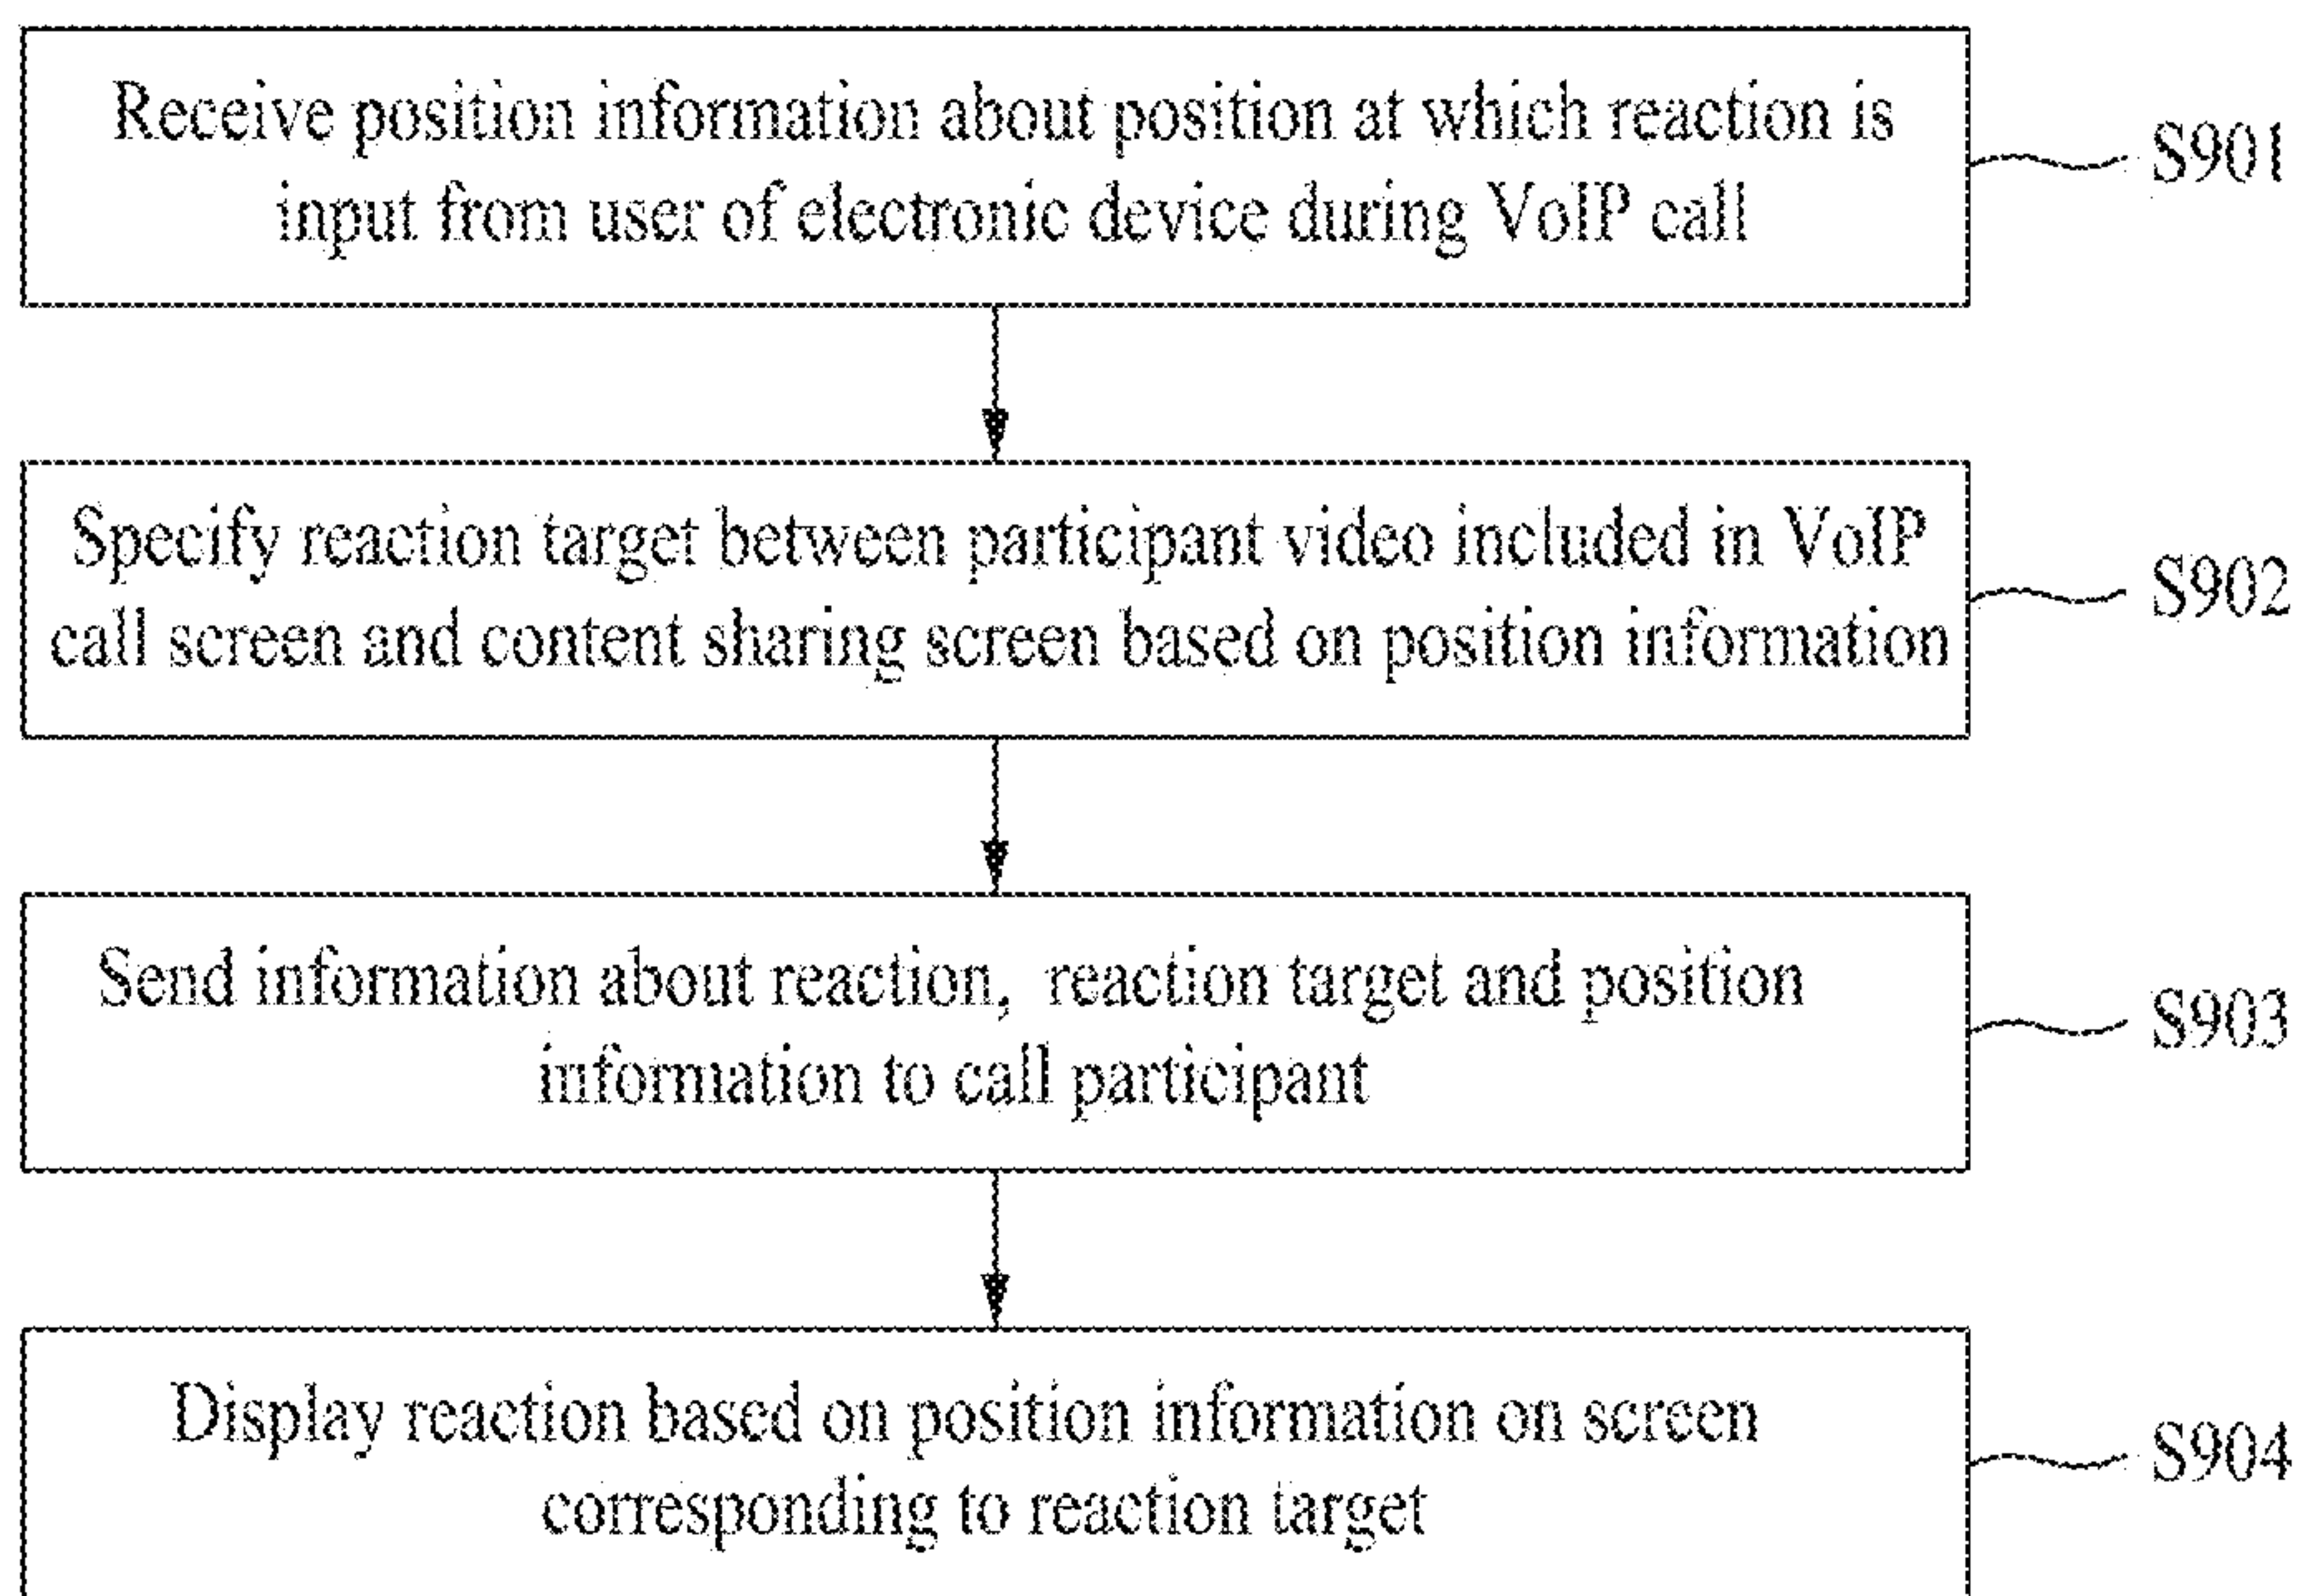 Receive position information about position at which reaction is
input from user of electronic device during VoIP call
S901
Specify reaction target between participant video included in VoIP
call screen and content sharing screen based on position information
S902
Send information about reaction, reaction target and position
information to call participant
S903
Display reaction based on position information on screen
corresponding to reaction target
S904